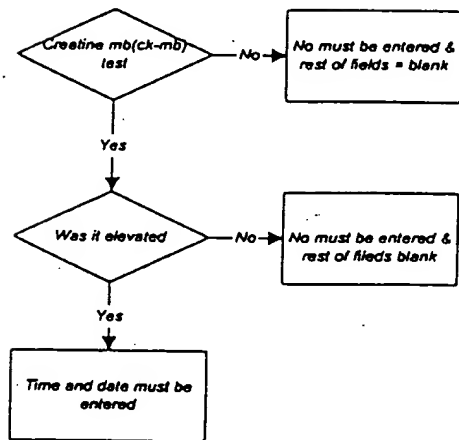 Creatine mb(ck-mb)
test
No
No must be entered &
rest of fields = blank
Yes
Was it elevated
No
No must be entered &
rest of fileds blank
Yes
Time and date must be
entered